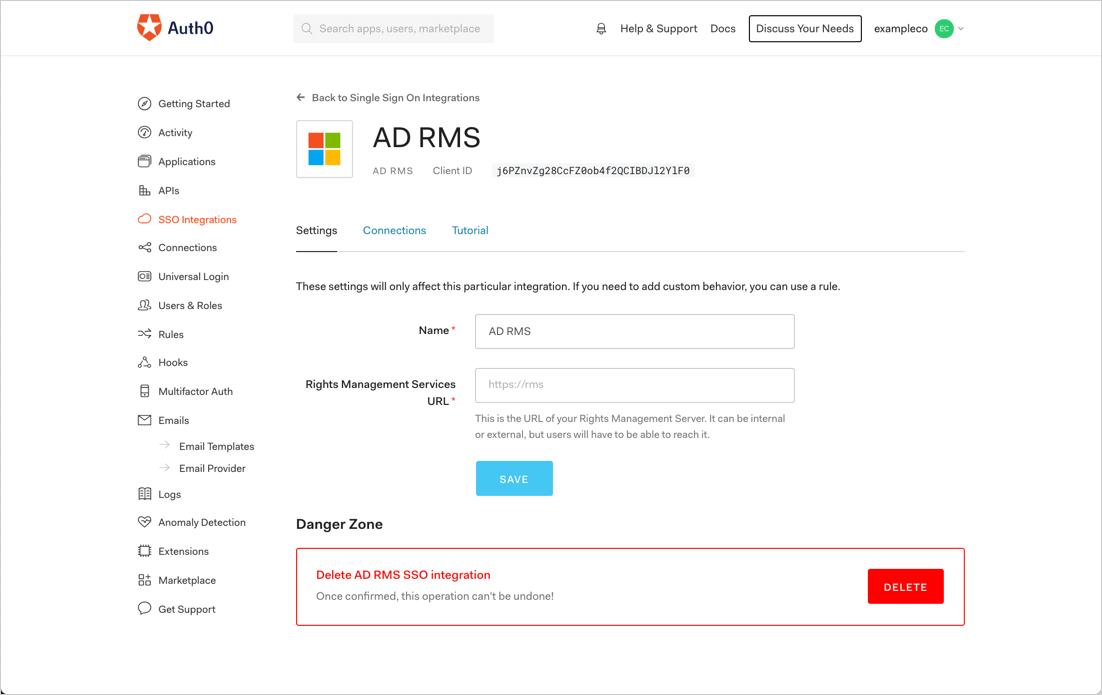 Auth0
Search apps, users, marketplace
Help & Support
Docs
Discuss Your Needs
exampleco
EC
Getting Started
Activity
Applications
APIs
SSO Integrations
Connections
Universal Login
Users & Roles
Rules
Hooks
Multifactor Auth
Emails
Email Templates
Email Provider
Logs
Anomaly Detection
Extensions
Marketplace
Get Support
Back to Single Sign On Integrations
AD RMS
AD RMS
Client ID
j6PZnvZg28CcFZ0ob4f2QCIBDJl2YlF0
Settings
Connections
Tutorial
These settings will only affect this particular integration. If you need to add custom behavior, you can use a rule.
Name*
AD RMS
Rights Management Services
URL*
https://rms
This is the URL of your Rights Management Server. It can be internal
or external, but users will have to be able to reach it.
SAVE
Danger Zone
Delete AD RMS SSO integration
Once confirmed, this operation can't be undone!
DELETE